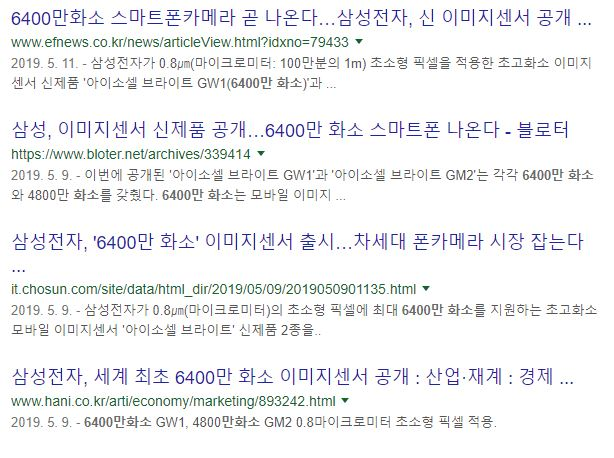 6400만화소 스마트폰카메라 곧 나온다…삼성전자, 신 이미지센서 공개 ...
www.efnews.co.kr/news/articleView.html?idxno=79433
2019. 5. 11. - 삼성전자가 0.8㎛(마이크로미터: 100만분의 1m) 초소형 픽셀을 적용한 초고화소 이미지
센서 신제품 '아이소셀 브라이트 GW1(6400만 화소)'과 ...
삼성, 이미지센서 신제품 공개…6400만 화소 스마트폰 나온다 - 블로터
https://www.bloter.net/archives/339414
2019. 5. 9. - 이번에 공개된 '아이소셀 브라이트 GW1'과 '아이소셀 브라이트 GM2'는 각각 6400만 화소
와 4800만 화소를 갖췄다. 6400만 화소는 모바일 이미지 ...
삼성전자, '6400만 화소' 이미지센서 출시…차세대 폰카메라 시장 잡는다
...
it.chosun.com/site/data/html_dir/2019/05/09/2019050901135.html
2019. 5. 9. - 삼성전자가 0.8㎛(마이크로미터)의 초소형 픽셀에 최대 6400만 화소를 지원하는 초고화소
모바일 이미지센서 '아이소셀 브라이트' 신제품 2종을..
삼성전자, 세계 최초 6400만 화소 이미지센서 공개 : 산업·재계 : 경제 ...
www.hani.co.kr/arti/economy/marketing/893242.html
2019. 5. 9. - 6400만화소 GW1, 4800만화소 GM2 0.8마이크로미터 초소형 픽셀 적용.